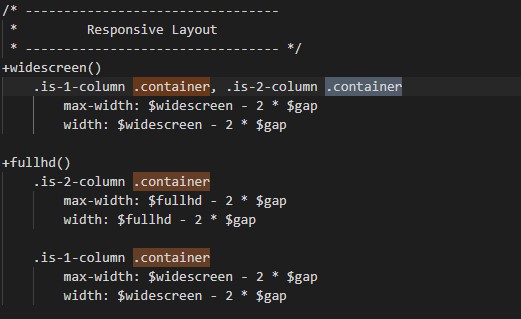 /* ---------------------------------
 *         Responsive Layout
 * --------------------------------- */
+widescreen()
    .is-1-column .container, .is-2-column .container
        max-width: $widescreen - 2 * $gap
        width: $widescreen - 2 * $gap
+fullhd()
    .is-2-column .container
        max-width: $fullhd - 2 * $gap
        width: $fullhd - 2 * $gap
    .is-1-column .container
        max-width: $widescreen - 2 * $gap
        width: $widescreen - 2 * $gap